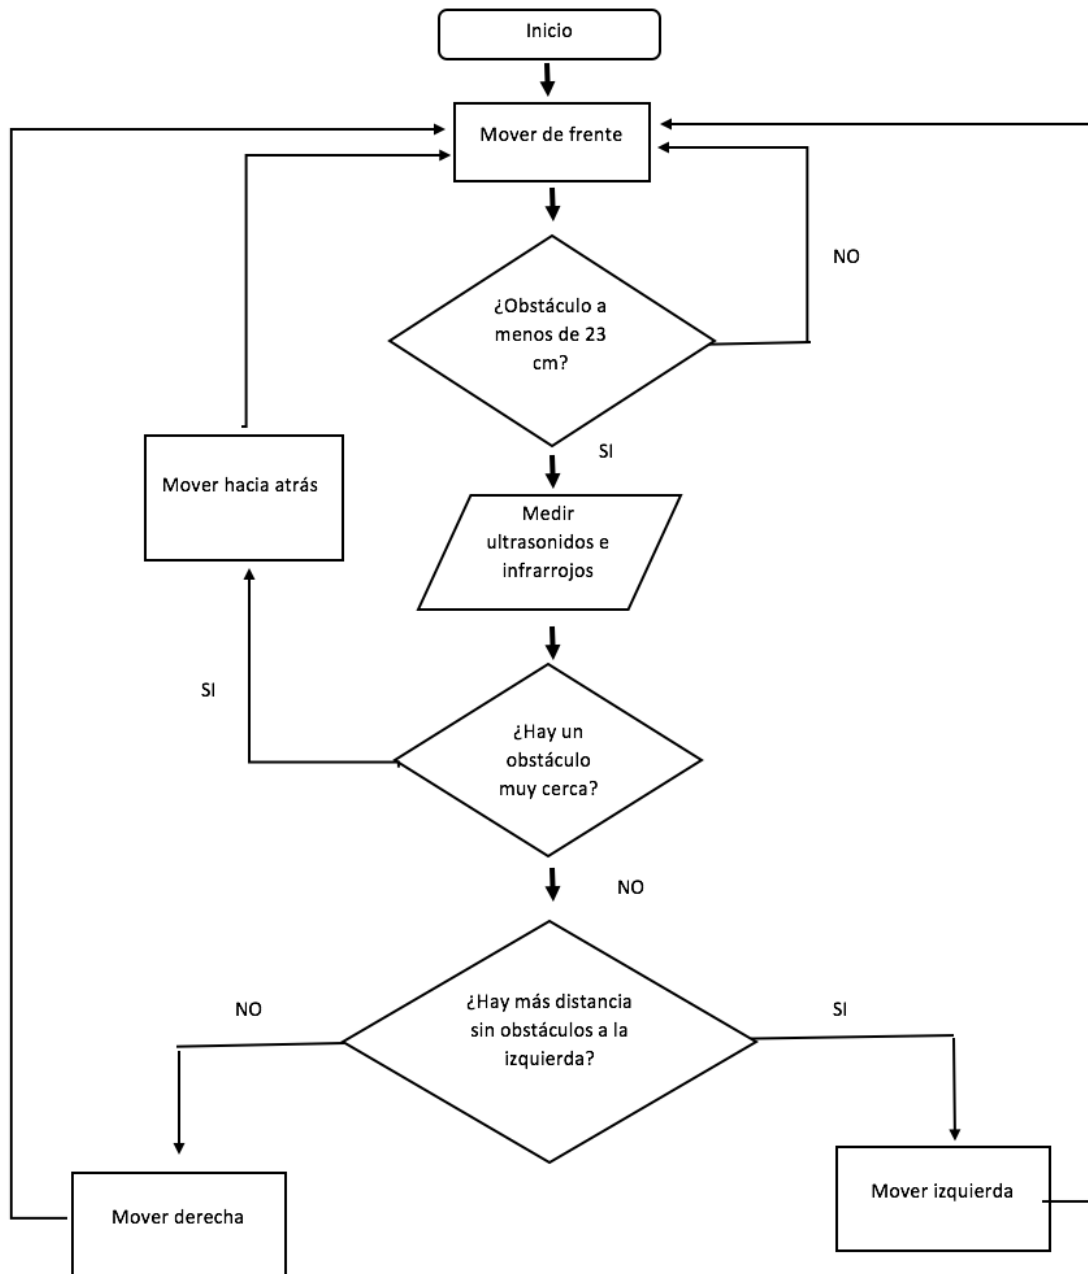 Inicio
Mover de frente
NO
¿Obstáculo a
menos de 23
cm?
SI
Mover hacia atrás
Medir
ultrasonidos e
infrarrojos
SI
¿Hay un
obstáculo
muy cerca?
NO
NO
¿Hay más distancia
sin obstáculos a la
izquierda?
SI
Mover derecha
Mover izquierda